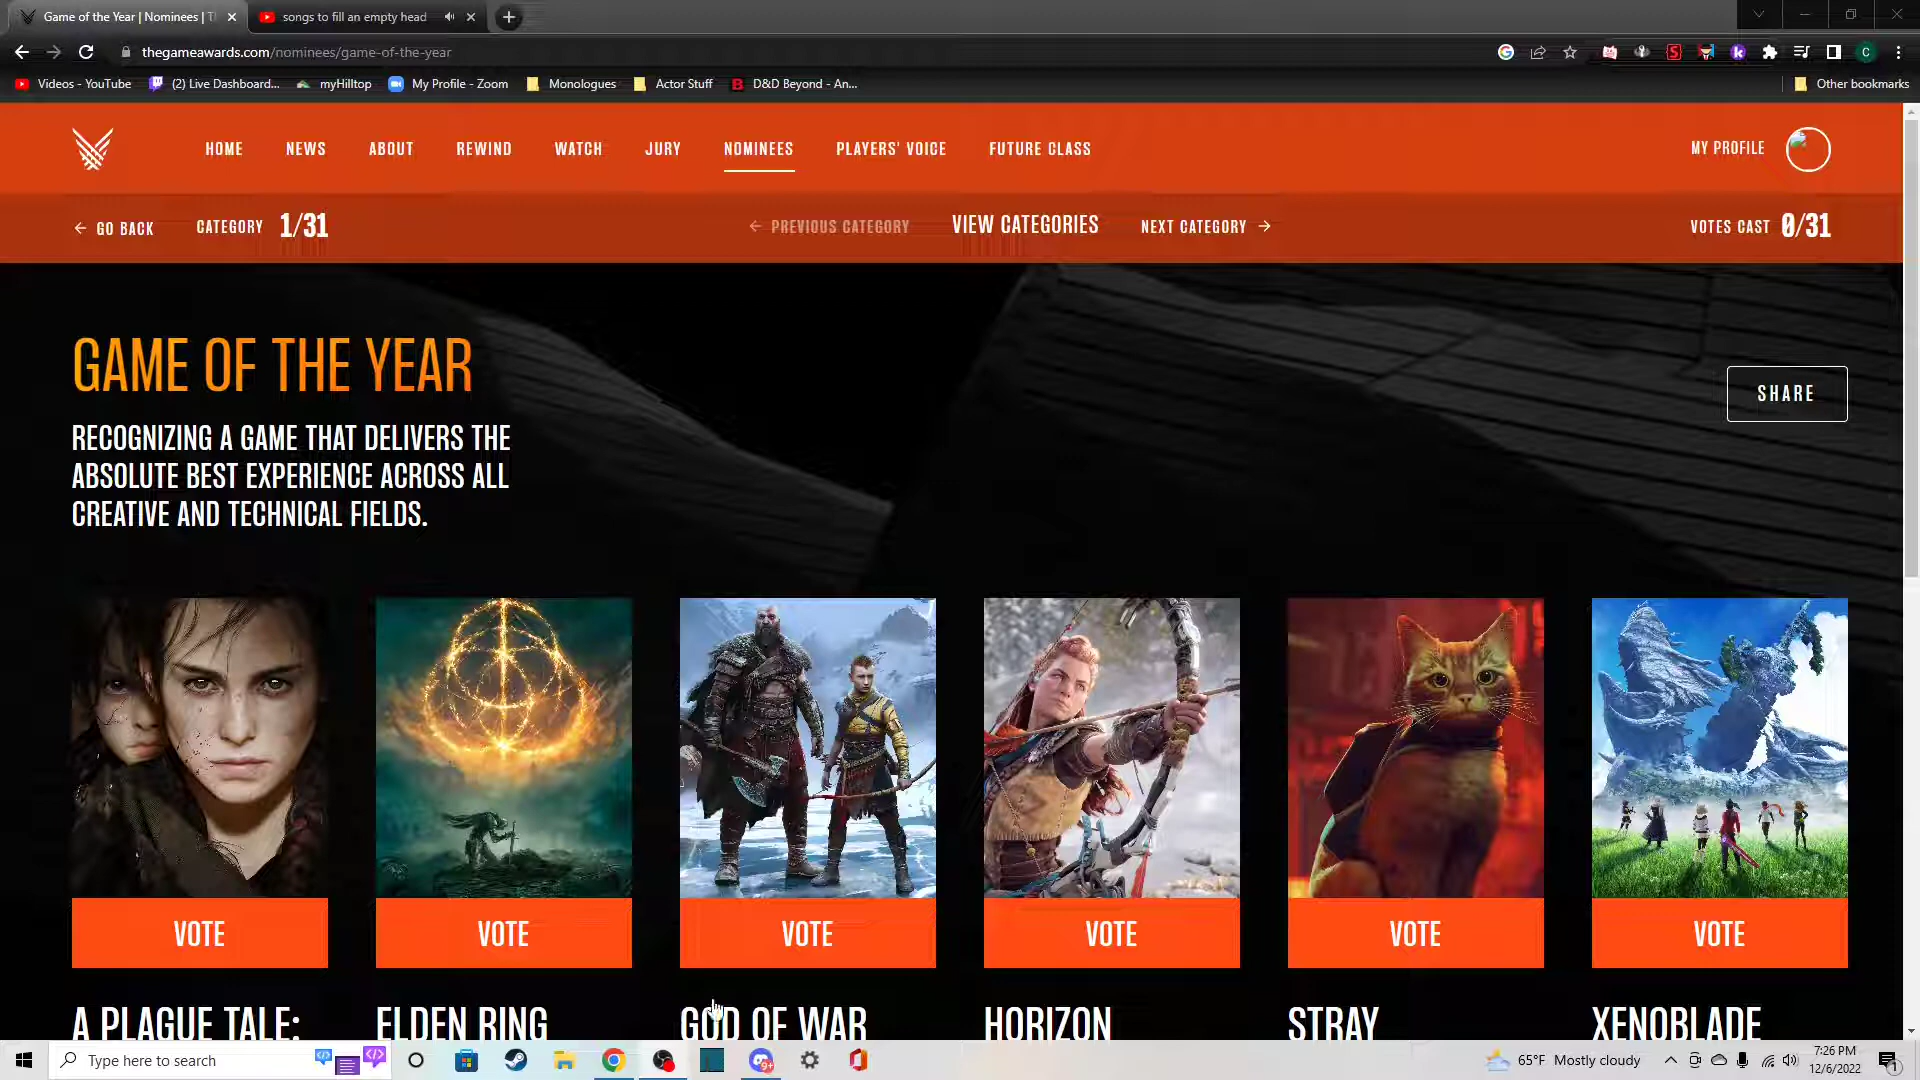 Game of the Year | Nominees | T
songs to fill an empty head
thegameawards.com/nominees/game-of-the-year
Videos - YouTube
(2) Live Dashboard...
myHilltop
My Profile - Zoom
Monologues
Actor Stuff
D&D Beyond - An...
Other bookmarks
HOME
NEWS
ABOUT
REWIND
WATCH
JURY
NOMINEES
PLAYERS' VOICE
FUTURE CLASS
MY PROFILE
GO BACK
CATEGORY 1/31
PREVIOUS CATEGORY
VIEW CATEGORIES
NEXT CATEGORY
VOTES CAST 0/31
GAME OF THE YEAR
RECOGNIZING A GAME THAT DELIVERS THE
ABSOLUTE BEST EXPERIENCE ACROSS ALL
CREATIVE AND TECHNICAL FIELDS.
SHARE
VOTE
VOTE
VOTE
VOTE
VOTE
VOTE
A PLAGUE TALE:
ELDEN RING
GOD OF WAR
HORIZON
STRAY
XENOBLADE
Type here to search
65°F Mostly cloudy
7:26 PM
12/6/2022